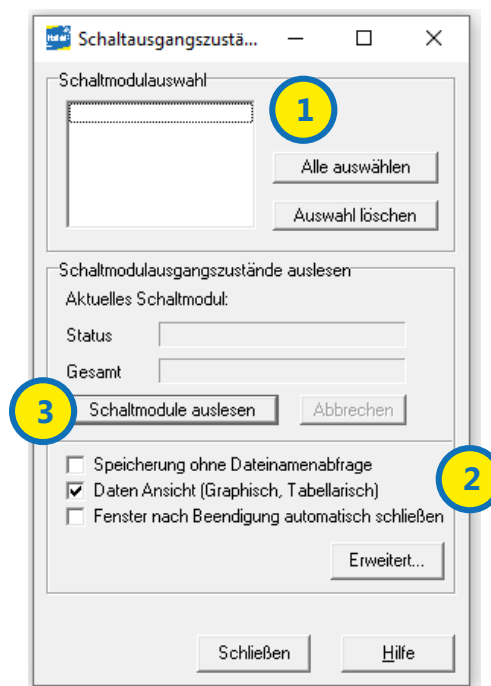 Schaltausgangszustä...
Schaltmodulauswahl
1
Alle auswählen
Auswahl löschen
Schaltmodulausgangszustände auslesen
Aktuelles Schaltmodul:
Status
Gesamt
3
Schaltmodule auslesen
Abbrechen
Speicherung ohne Dateinamenabfrage
2
Daten Ansicht (Graphisch, Tabellarisch)
Fenster nach Beendigung automatisch schließen
Erweitert...
Schließen
Hilfe